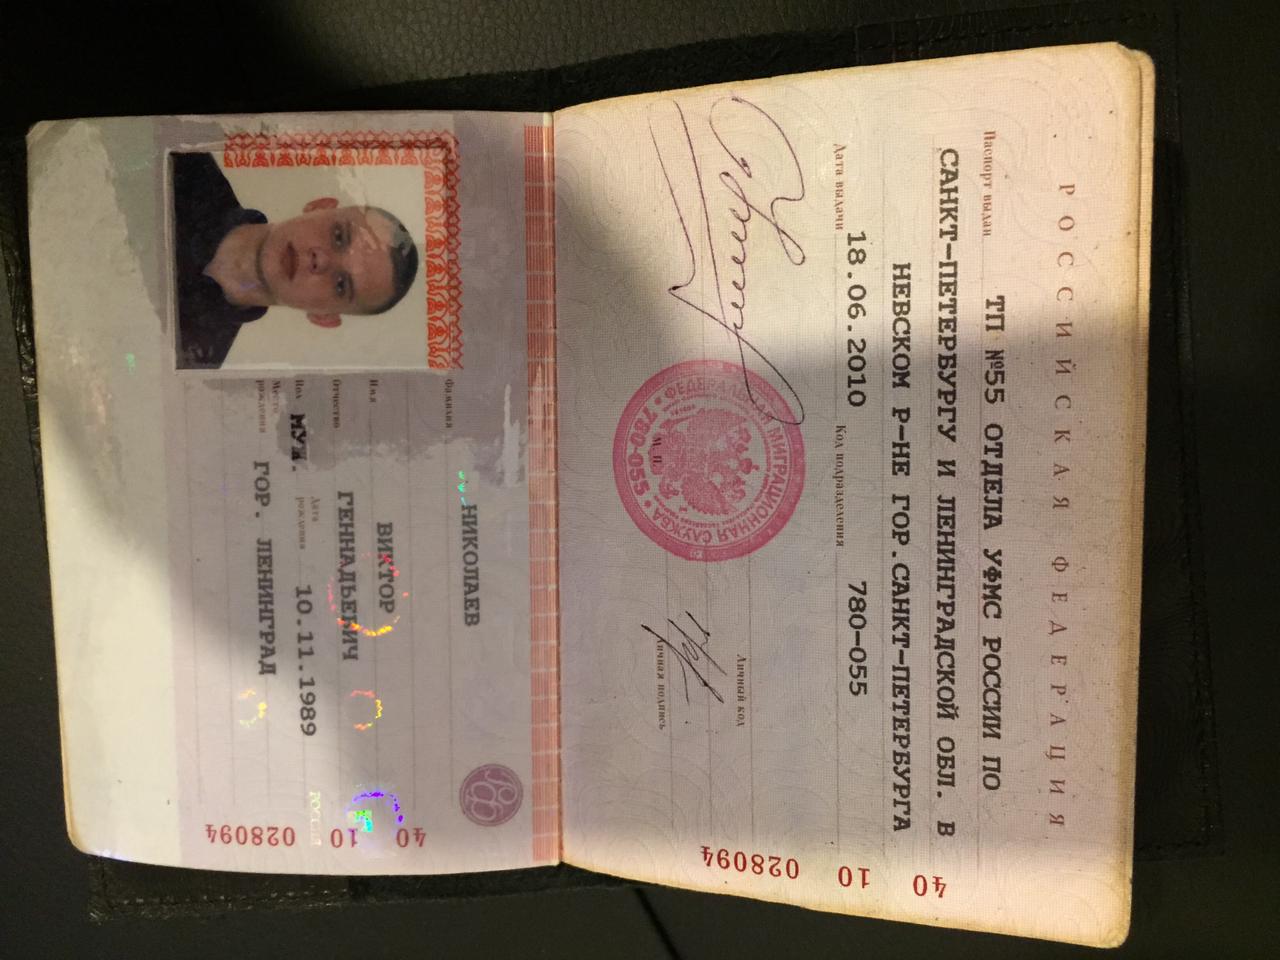 РОССИЙСКАЯ ФЕДЕРАЦИЯ
Паспорт выдан
ТП №55 ОТДЕЛА УФМС РОССИИ ПО
САНКТ-ПЕТЕРБУРГУ И ЛЕНИНГРАДСКОЙ ОБЛ. В
НЕВСКОМ Р-НЕ ГОР.САНКТ-ПЕТЕРБУРГА
Дата выдачи 18.06.2010 Код подразделения 780-055
Личный код
Личная подпись
ФЕДЕРАЛЬНАЯ МИГРАЦИОННАЯ СЛУЖБА
780-055
М.П.
40 10 028094
Фамилия
НИКОЛАЕВ
Имя
ВИКТОР
Отчество
ГЕННАДЬЕВИЧ
Пол МУЖ. Дата рождения 10.11.1989
Место рождения
ГОР. ЛЕНИНГРАД
РОССИЯ
40 10 028094